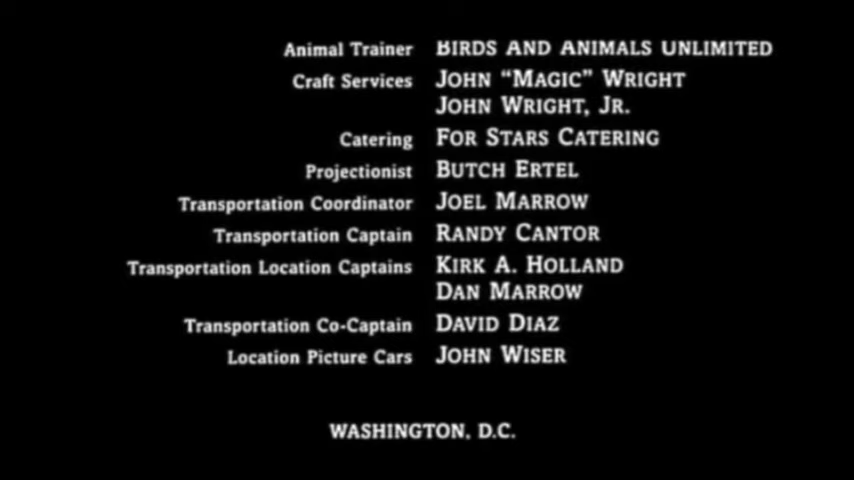 Animal Trainer BIRDS AND ANIMALS UNLIMITED
Craft Services JOHN “MAGIC” WRIGHT
JOHN WRIGHT, JR.
Catering FOR STARS CATERING
Projectionist BUTCH ERTEL
Transportation Coordinator JOEL MARROW
Transportation Captain RANDY CANTOR
Transportation Location Captains KIRK A. HOLLAND
DAN MARROW
Transportation Co-Captain DAVID DIAZ
Location Picture Cars JOHN WISER
WASHINGTON, D.C.